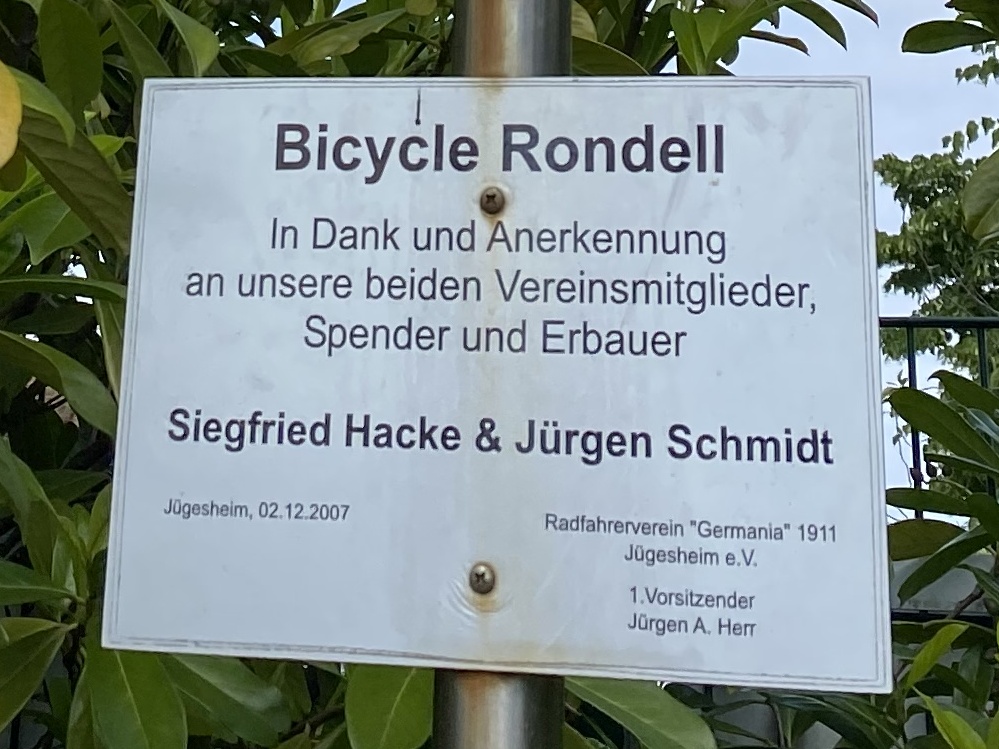 Bicycle Rondell
In Dank und Anerkennung
an unsere beiden Vereinsmitglieder,
Spender und Erbauer
Siegfried Hacke & Jürgen Schmidt
Jügesheim, 02.12.2007
Radfahrerverein "Germania" 1911
Jügesheim e.V.
1.Vorsitzender
Jürgen A. Herr